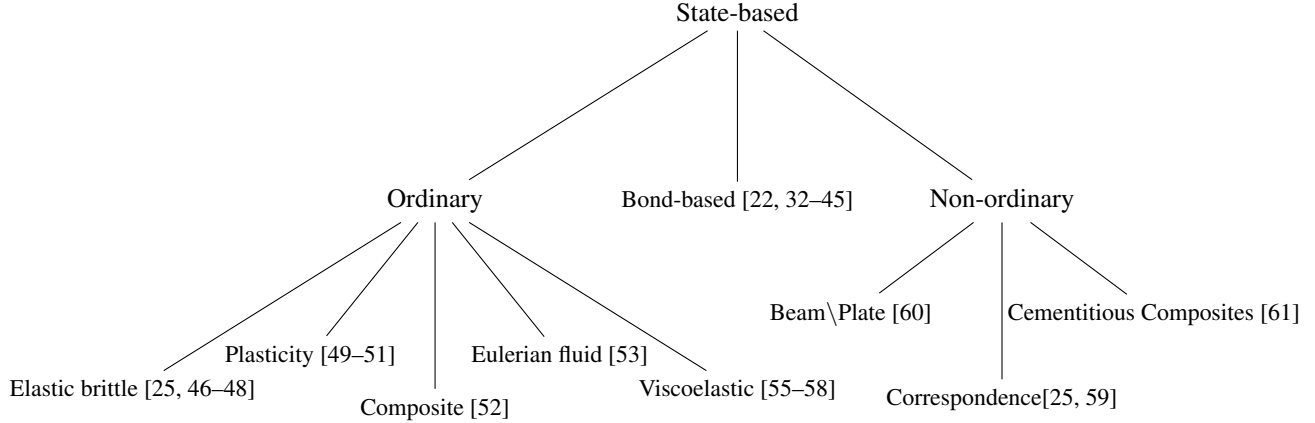 State-based
Ordinary
Bond-based [22, 32–45]
Non-ordinary
Beam\Plate [60]
Cementitious Composites [61]
Plasticity [49–51]
Eulerian fluid [53]
Elastic brittle [25, 46–48]
Viscoelastic [55–58]
Composite [52]
Correspondence[25, 59]